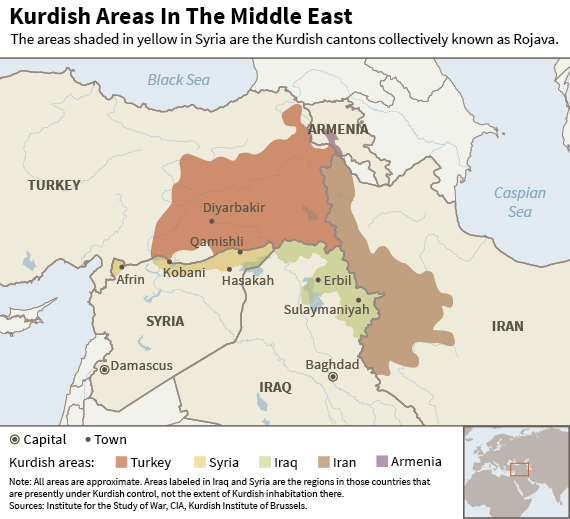 Kurdish Areas In The Middle East
The areas shaded in yellow in Syria are the Kurdish cantons collectively known as Rojava.
Black Sea
ARMENIA
TURKEY
Caspian
Sea
Diyarbakir
Qamishli
Afrin
Kobani
Hasakah
Erbil
Sulaymaniyah
SYRIA
IRAN
Damascus
Baghdad
IRAQ
Capital
Town
Kurdish areas:
Turkey
Syria
Iraq
Iran
Armenia
Note: All areas are approximate. Areas labeled in Iraq and Syria are the regions in those countries that
are presently under Kurdish control, not the extent of Kurdish inhabitation there.
Sources: Institute for the Study of War, CIA, Kurdish Institute of Brussels.